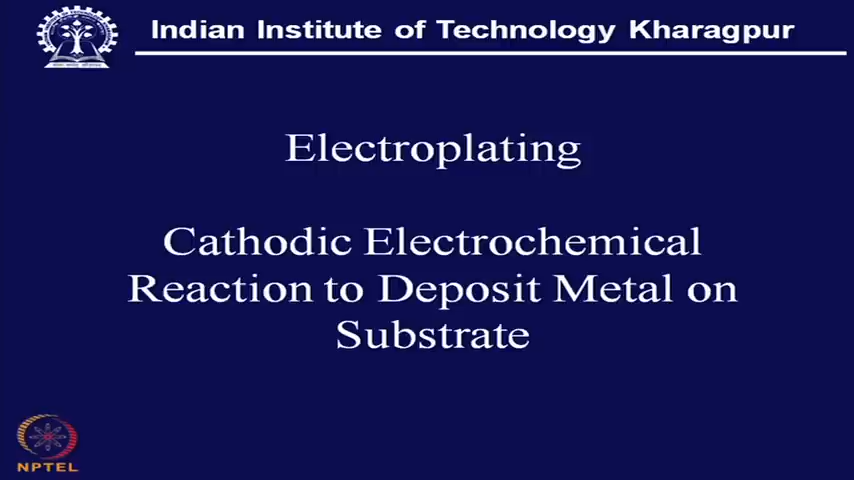 Indian Institute of Technology Kharagpur
Electroplating
Cathodic Electrochemical
Reaction to Deposit Metal on
Substrate
NPTEL